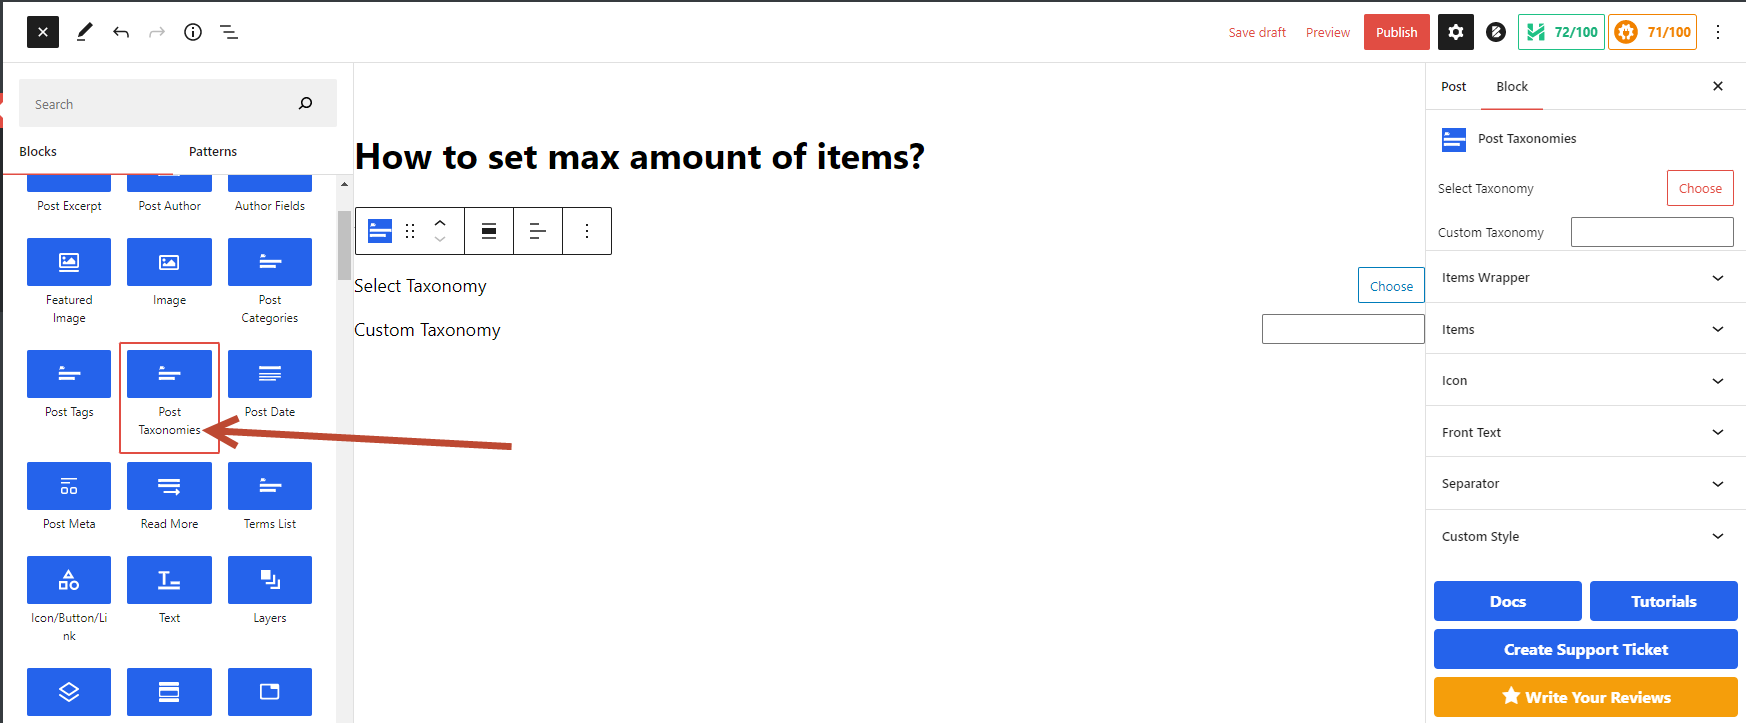 Save draft
Preview
Publish
72/100
71/100
Search
Blocks
Patterns
Post Excerpt
Post Author
Author Fields
Featured
Image
Image
Post
Categories
Post Tags
Post
Taxonomies
Post Date
Post Meta
Read More
Terms List
Icon/Button/Li
nk
Text
Layers
How to set max amount of items?
Select Taxonomy
Choose
Custom Taxonomy
Post
Block
Post Taxonomies
Select Taxonomy
Choose
Custom Taxonomy
Items Wrapper
Items
Icon
Front Text
Separator
Custom Style
Docs
Tutorials
Create Support Ticket
Write Your Reviews